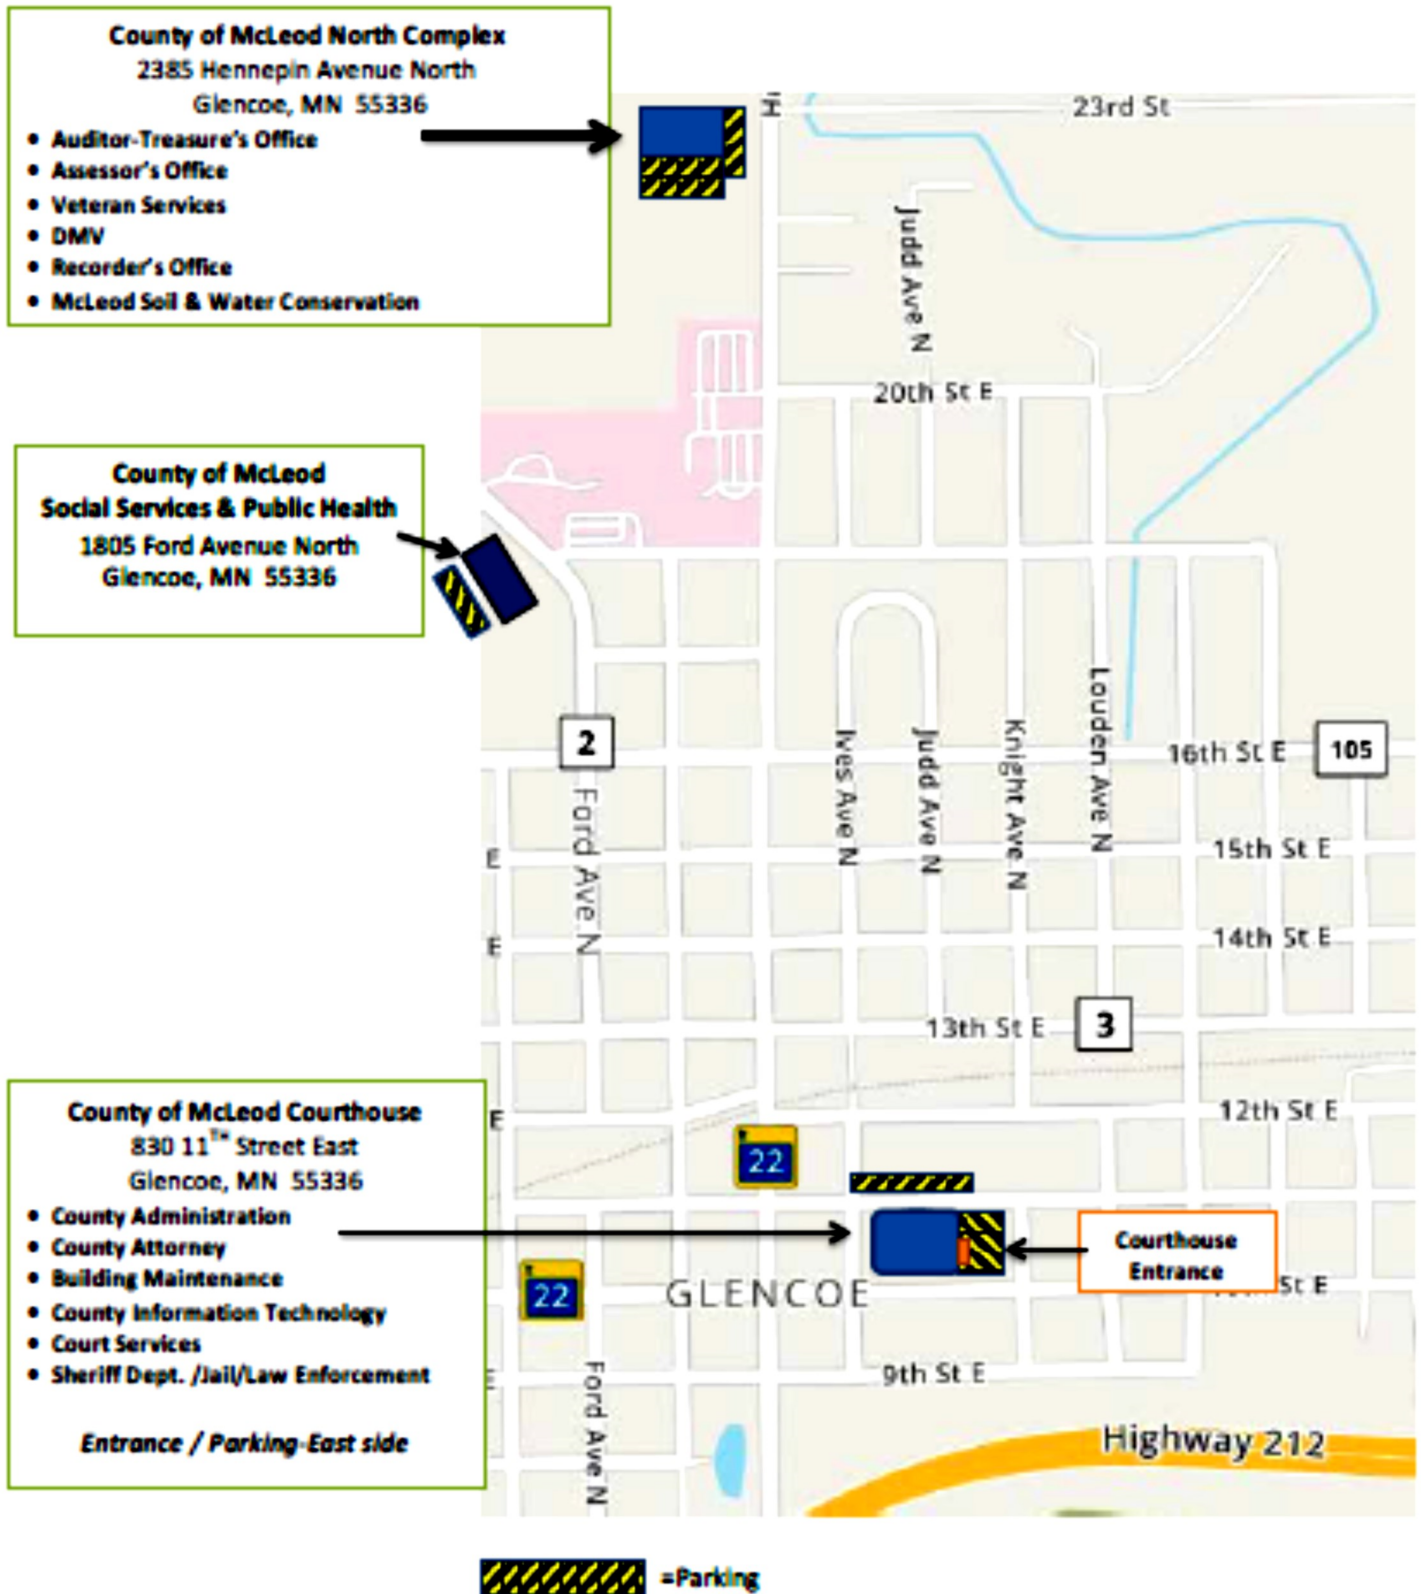 County of McLeod North Complex
2385 Hennepin Avenue North
Glencoe, MN 55336
• Auditor-Treasure's Office
• Assessor's Office
• Veteran Services
• DMV
• Recorder's Office
• McLeod Soil & Water Conservation
H
23rd St
Judd Ave N
20th St E
County of McLeod
Social Services & Public Health
1805 Ford Avenue North
Glencoe, MN 55336
2
Ford Ave N
Ives Ave N
Judd Ave N
Knight Ave N
Louden Ave N
16th St E
105
E
15th St E
E
14th St E
13th St E
3
E
12th St E
County of McLeod Courthouse
830 11TH Street East
Glencoe, MN 55336
• County Administration
• County Attorney
• Building Maintenance
• County Information Technology
• Court Services
• Sheriff Dept. /Jail/Law Enforcement
Entrance / Parking-East side
22
22
GLENCOE
Courthouse
Entrance
St E
E
9th St E
Ford Ave N
Highway 212
=Parking